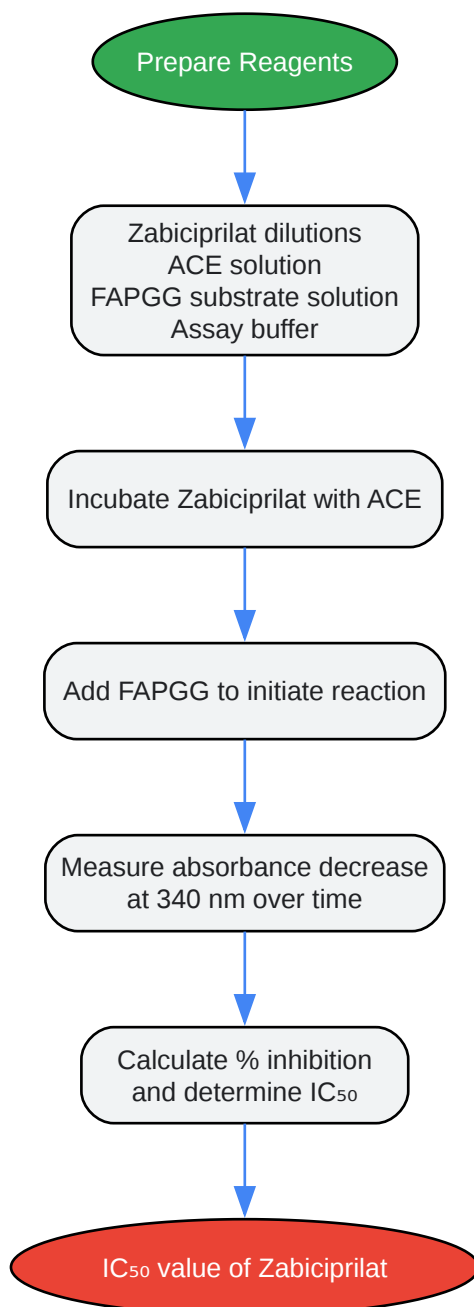 Prepare Reagents
Zabiciprilat dilutions
ACE solution
FAPGG substrate solution
Assay buffer
Incubate Zabiciprilat with ACE
Add FAPGG to initiate reaction
Measure absorbance decrease
at 340 nm over time
Calculate % inhibition
and determine IC₅₀
IC₅₀ value of Zabiciprilat